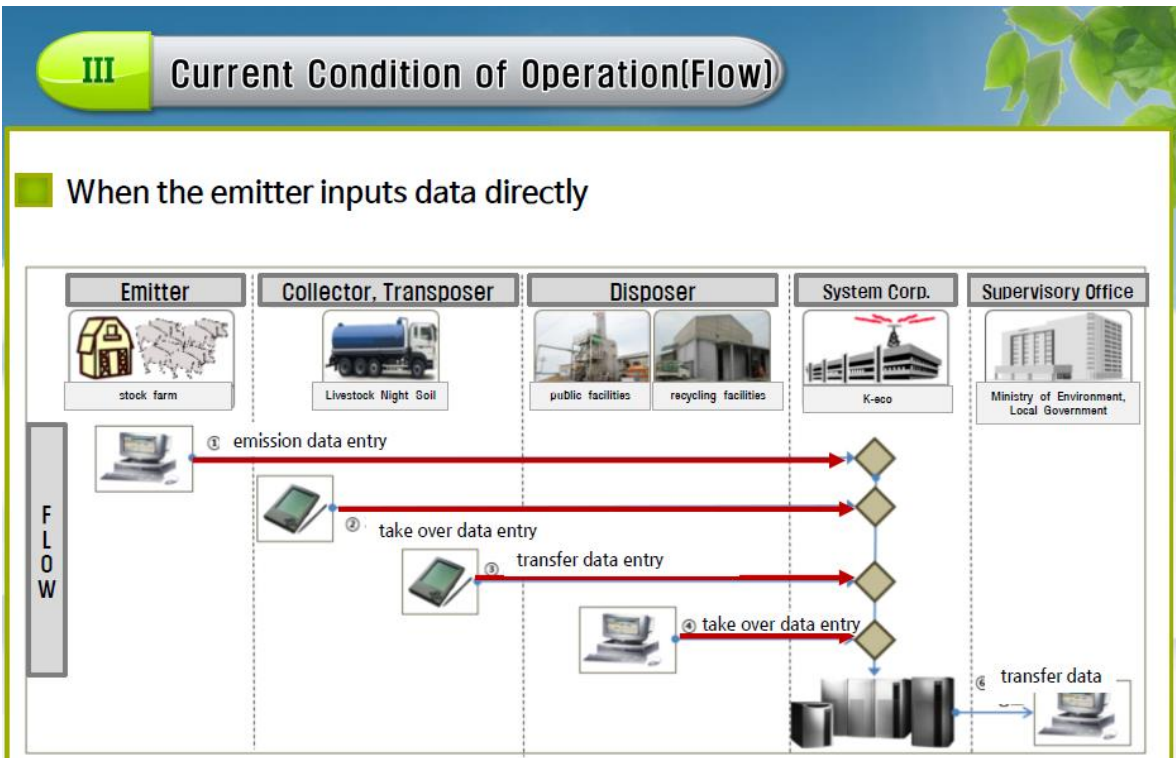 III
Current Condition of Operation(Flow)
When the emitter inputs data directly
Emitter
Collector, Transposer
Disposer
System Corp.
Supervisory Office
stock farm
Livestock Night Soil
public facilities
recycling facilities
K-eco
Ministry of Environment,
Local Government
FLOW
① emission data entry
② take over data entry
③ transfer data entry
④ take over data entry
transfer data